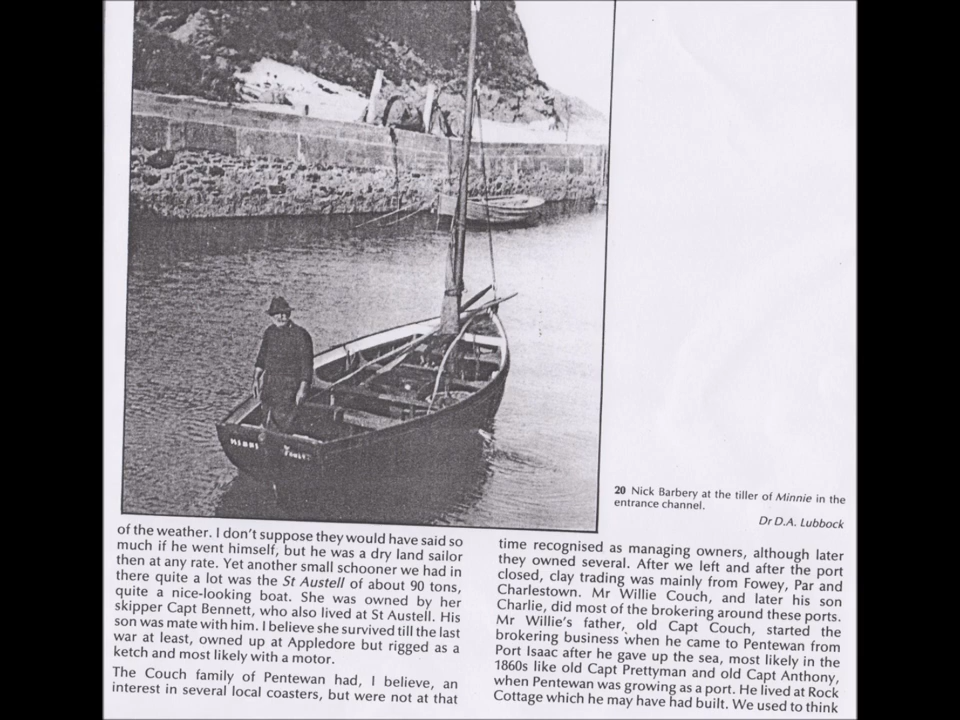 MINNIE
FOWEY
20 Nick Barbery at the tiller of Minnie in the
entrance channel.
Dr D.A. Lubbock
of the weather. I don't suppose they would have said so
much if he went himself, but he was a dry land sailor
then at any rate. Yet another small schooner we had in
there quite a lot was the St Austell of about 90 tons,
quite a nice-looking boat. She was owned by her
skipper Capt Bennett, who also lived at St Austell. His
son was mate with him. I believe she survived till the last
war at least, owned up at Appledore but rigged as a
ketch and most likely with a motor.
The Couch family of Pentewan had, I believe, an
interest in several local coasters, but were not at that
time recognised as managing owners, although later
they owned several. After we left and after the port
closed, clay trading was mainly from Fowey, Par and
Charlestown. Mr Willie Couch, and later his son
Charlie, did most of the brokering around these ports.
Mr Willie's father, old Capt Couch, started the
brokering business when he came to Pentewan from
Port Isaac after he gave up the sea, most likely in the
1860s like old Capt Prettyman and old Capt Anthony,
when Pentewan was growing as a port. He lived at Rock
Cottage which he may have had built. We used to think